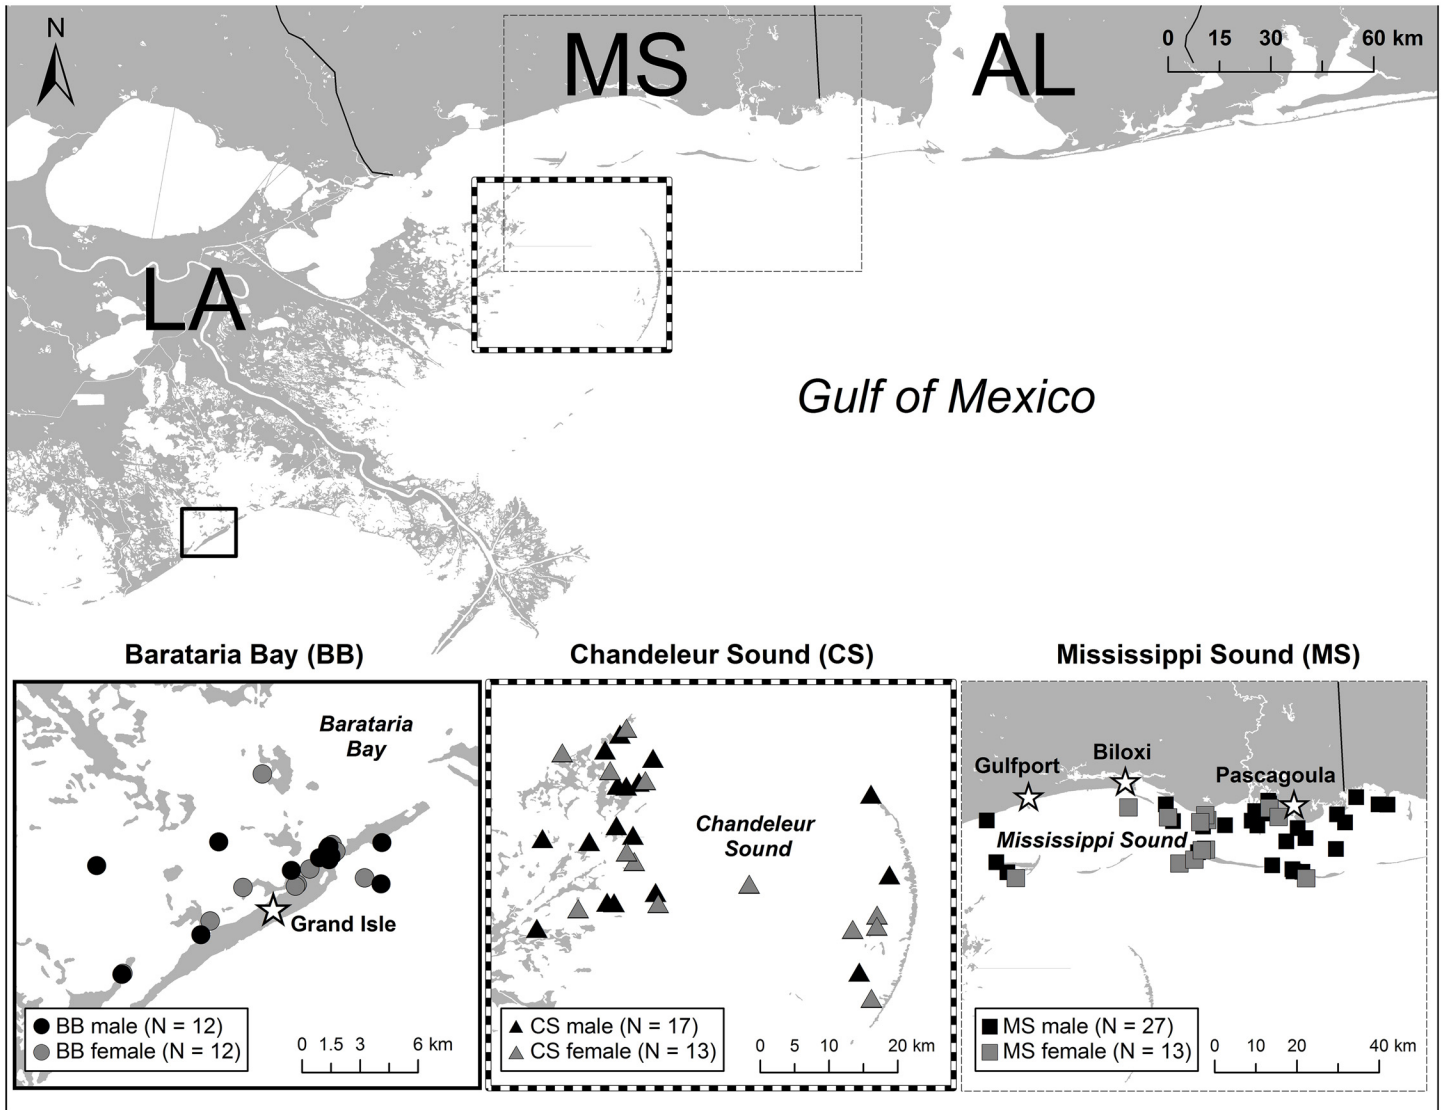 N
MS
AL
0 15 30 60 km
LA
Gulf of Mexico
Barataria Bay (BB)
Barataria
Bay
Grand Isle
BB male (N = 12)
BB female (N = 12)
0 1.5 3 6 km
Chandeleur Sound (CS)
Chandeleur
Sound
CS male (N = 17)
CS female (N = 13)
0 5 10 20 km
Mississippi Sound (MS)
Gulfport
Biloxi
Pascagoula
Mississippi Sound
MS male (N = 27)
MS female (N = 13)
0 10 20 40 km